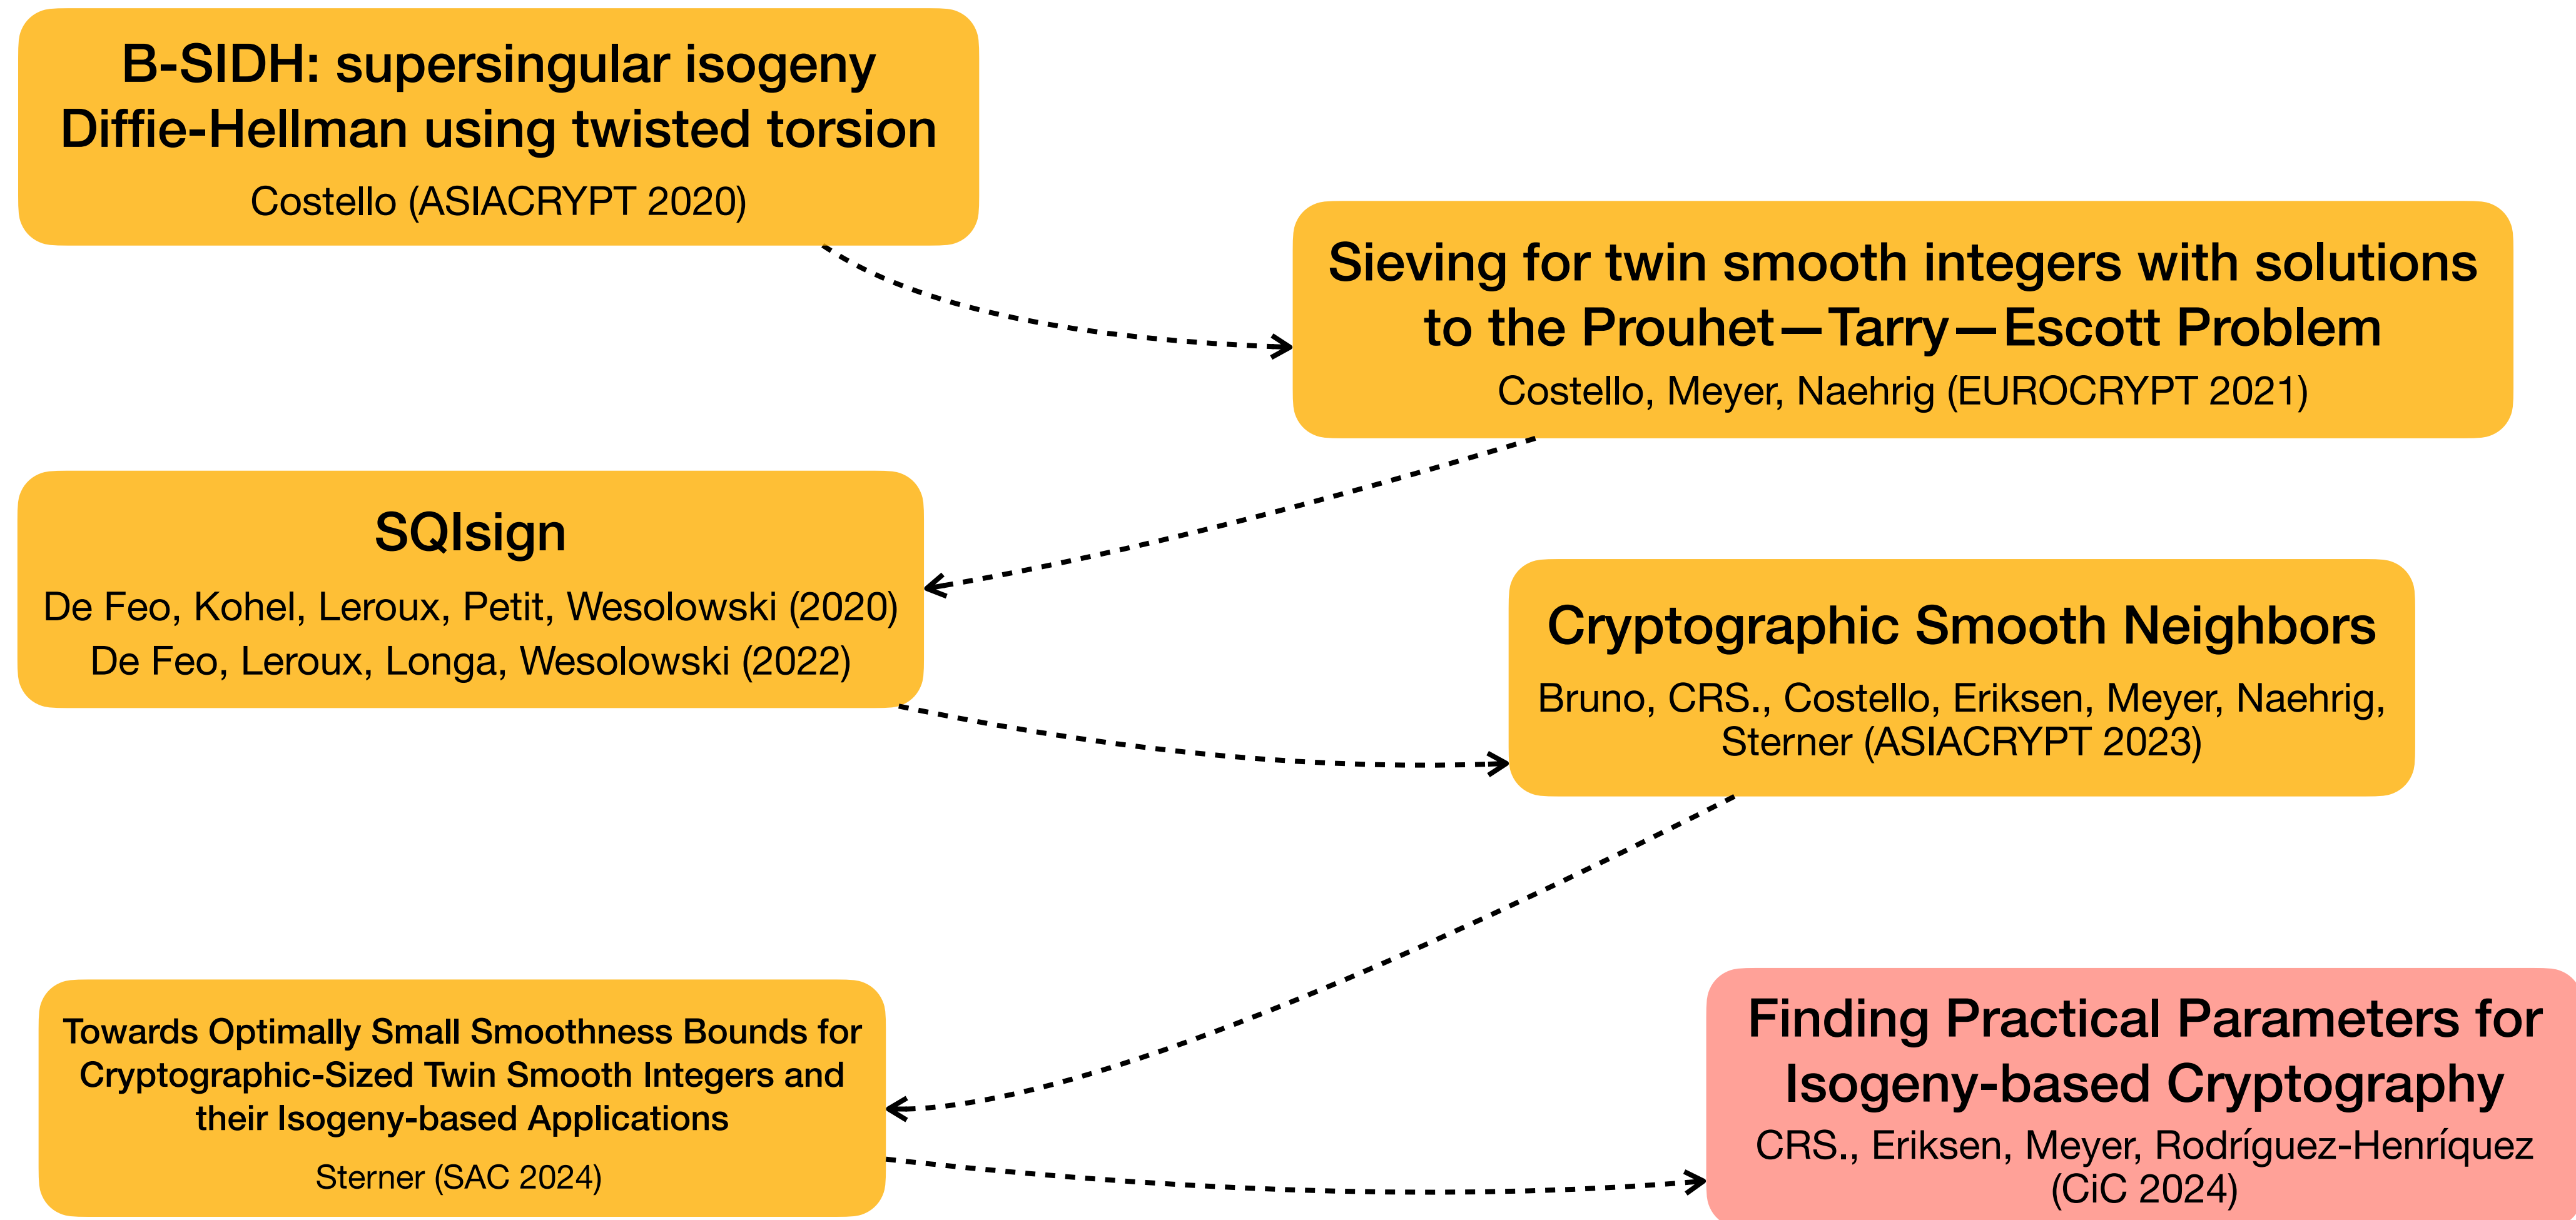 B-SIDH: supersingular isogeny
Diffie-Hellman using twisted torsion
Costello (ASIACRYPT 2020)
Sieving for twin smooth integers with solutions
to the Prouhet—Tarry—Escott Problem
Costello, Meyer, Naehrig (EUROCRYPT 2021)
SQIsign
De Feo, Kohel, Leroux, Petit, Wesolowski (2020)
De Feo, Leroux, Longa, Wesolowski (2022)
Cryptographic Smooth Neighbors
Bruno, CRS., Costello, Eriksen, Meyer, Naehrig,
Sterner (ASIACRYPT 2023)
Towards Optimally Small Smoothness Bounds for
Cryptographic-Sized Twin Smooth Integers and
their Isogeny-based Applications
Sterner (SAC 2024)
Finding Practical Parameters for
Isogeny-based Cryptography
CRS., Eriksen, Meyer, Rodríguez-Henríquez
(CiC 2024)